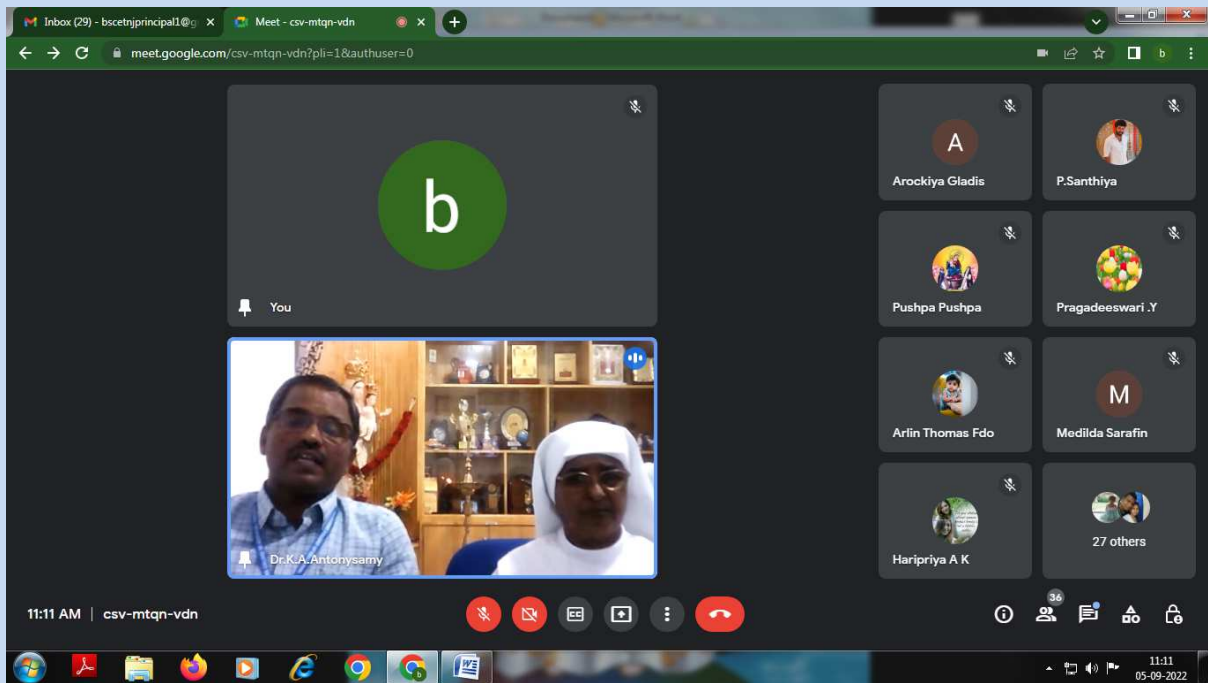 Inbox (29) - bscetnjprincipal1@g
Meet - csv-mtqn-vdn
meet.google.com/csv-mtqn-vdn?pli=1&authuser=0
b
b
You
Dr.K.A.Antonysamy
A
Arockiya Gladis
P.Santhiya
Pushpa Pushpa
Pragadeeswari .Y
Arlin Thomas Fdo
M
Medilda Sarafin
Haripriya A K
27 others
11:11 AM | csv-mtqn-vdn
CC
36
11:11
05-09-2022